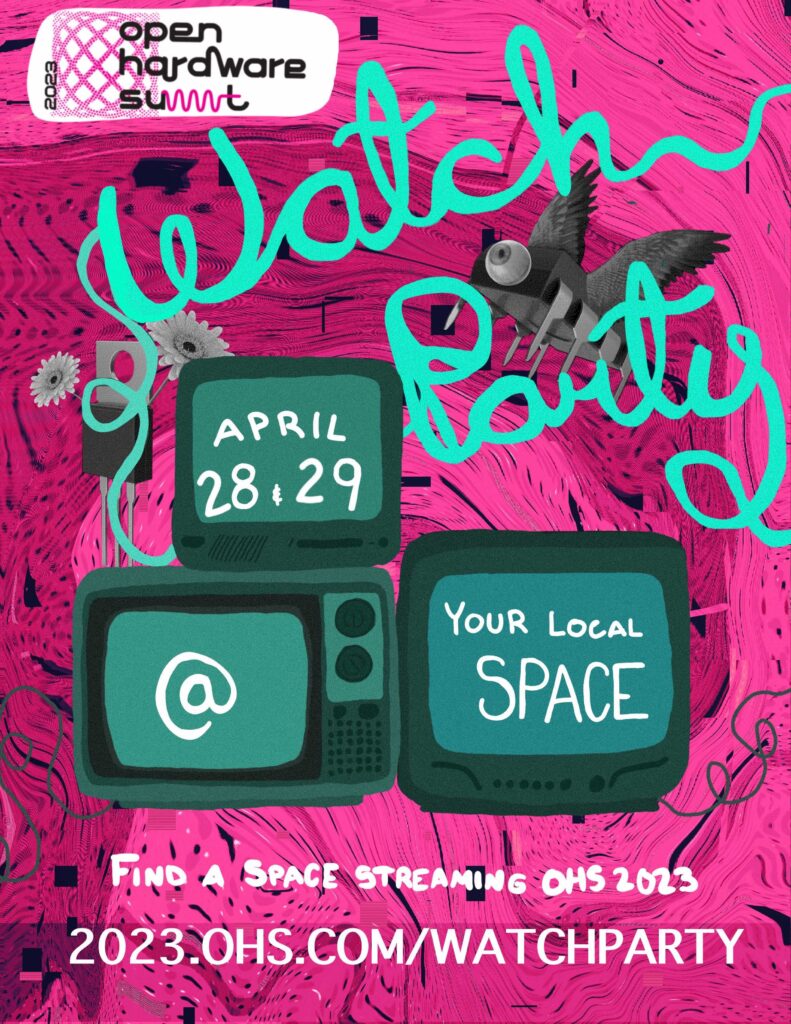 2023
open
hardware
summit
Watch
Party
APRIL
28 & 29
@
YOUR LOCAL
SPACE
FIND A SPACE STREAMING OHS 2023
2023.OHS.COM/WATCHPARTY